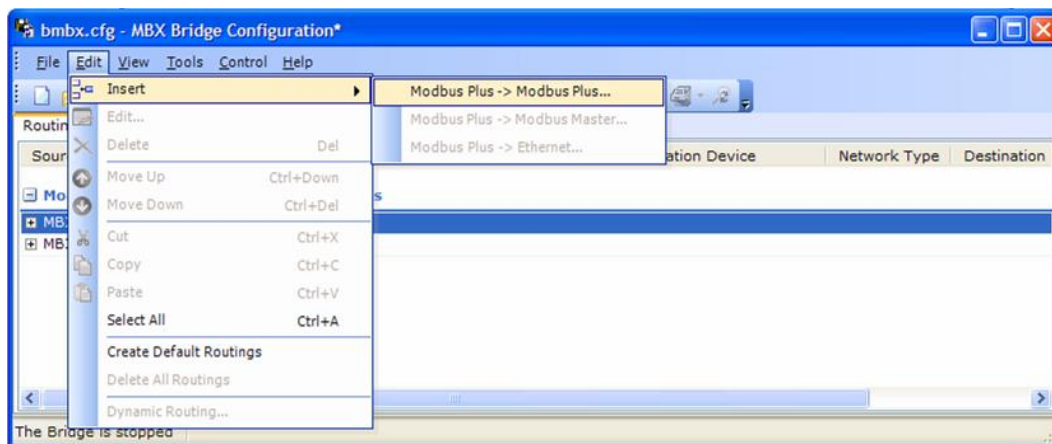 bmbx.cfg - MBX Bridge Configuration*
File Edit View Tools Control Help
Insert
Modbus Plus -> Modbus Plus...
Edit...
Modbus Plus -> Modbus Master...
Routin
Delete Del
Modbus Plus -> Ethernet...
Sour
ation Device Network Type Destination
Move Up Ctrl+Down
Mo
s
Move Down Ctrl+Del
MB
Cut Ctrl+X
MB
Copy Ctrl+C
Paste Ctrl+V
Select All Ctrl+A
Create Default Routings
Delete All Routings
Dynamic Routing...
The Bridge is stopped